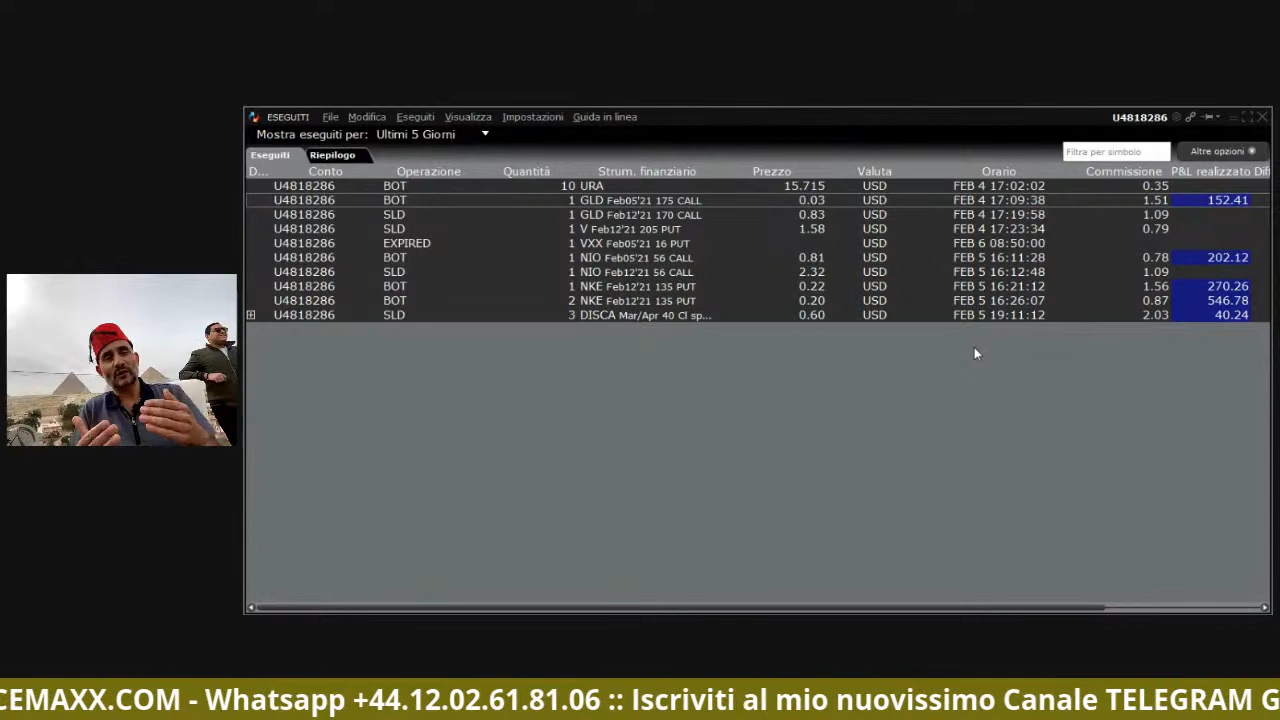 ESEGUITI File Modifica Eseguiti Visualizza Impostazioni Guida in linea U4818286
Mostra eseguiti per: Ultimi 5 Giorni
Eseguiti Riepilogo Filtra per simbolo Altre opzioni
D... Conto Operazione Quantità Strum. finanziario Prezzo Valuta Orario Commissione P&L realizzato Dif
U4818286 BOT 10 URA 15.715 USD FEB 4 17:02:02 0.35
U4818286 BOT 1 GLD Feb05'21 175 CALL 0.03 USD FEB 4 17:09:38 1.51 152.41
U4818286 SLD 1 GLD Feb12'21 170 CALL 0.83 USD FEB 4 17:19:58 1.09
U4818286 SLD 1 V Feb12'21 205 PUT 1.58 USD FEB 4 17:23:34 0.79
U4818286 EXPIRED 1 VXX Feb05'21 16 PUT USD FEB 6 08:50:00
U4818286 BOT 1 NIO Feb05'21 56 CALL 0.81 USD FEB 5 16:11:28 0.78 202.12
U4818286 SLD 1 NIO Feb12'21 56 CALL 2.32 USD FEB 5 16:12:48 1.09
U4818286 BOT 1 NKE Feb12'21 135 PUT 0.22 USD FEB 5 16:21:12 1.56 270.26
U4818286 BOT 2 NKE Feb12'21 135 PUT 0.20 USD FEB 5 16:26:07 0.87 546.78
U4818286 SLD 3 DISCA Mar/Apr 40 Cl sp... 0.60 USD FEB 5 19:11:12 2.03 40.24
CEMAXX.COM - Whatsapp +44.12.02.61.81.06 :: Iscriviti al mio nuovissimo Canale TELEGRAM G